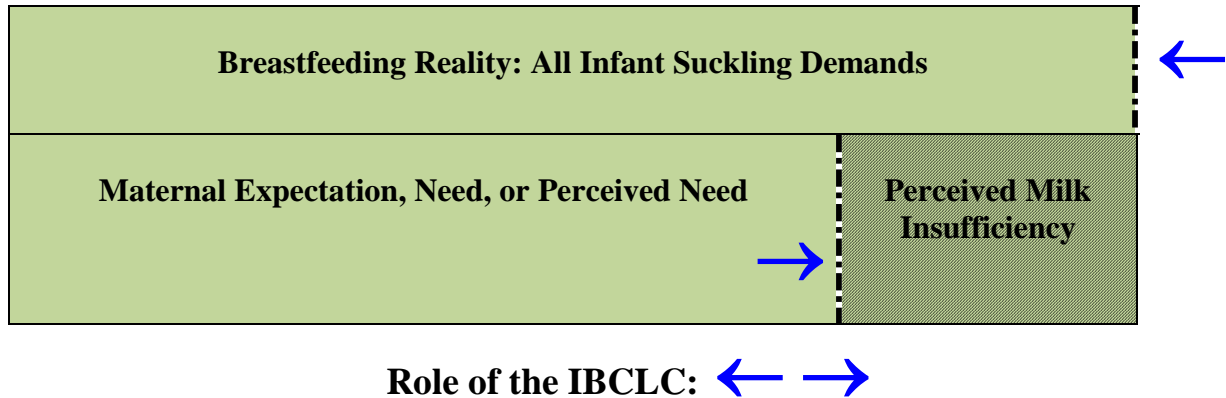 Breastfeeding Reality: All Infant Suckling Demands
Maternal Expectation, Need, or Perceived Need
Perceived Milk
Insufficiency
Role of the IBCLC: